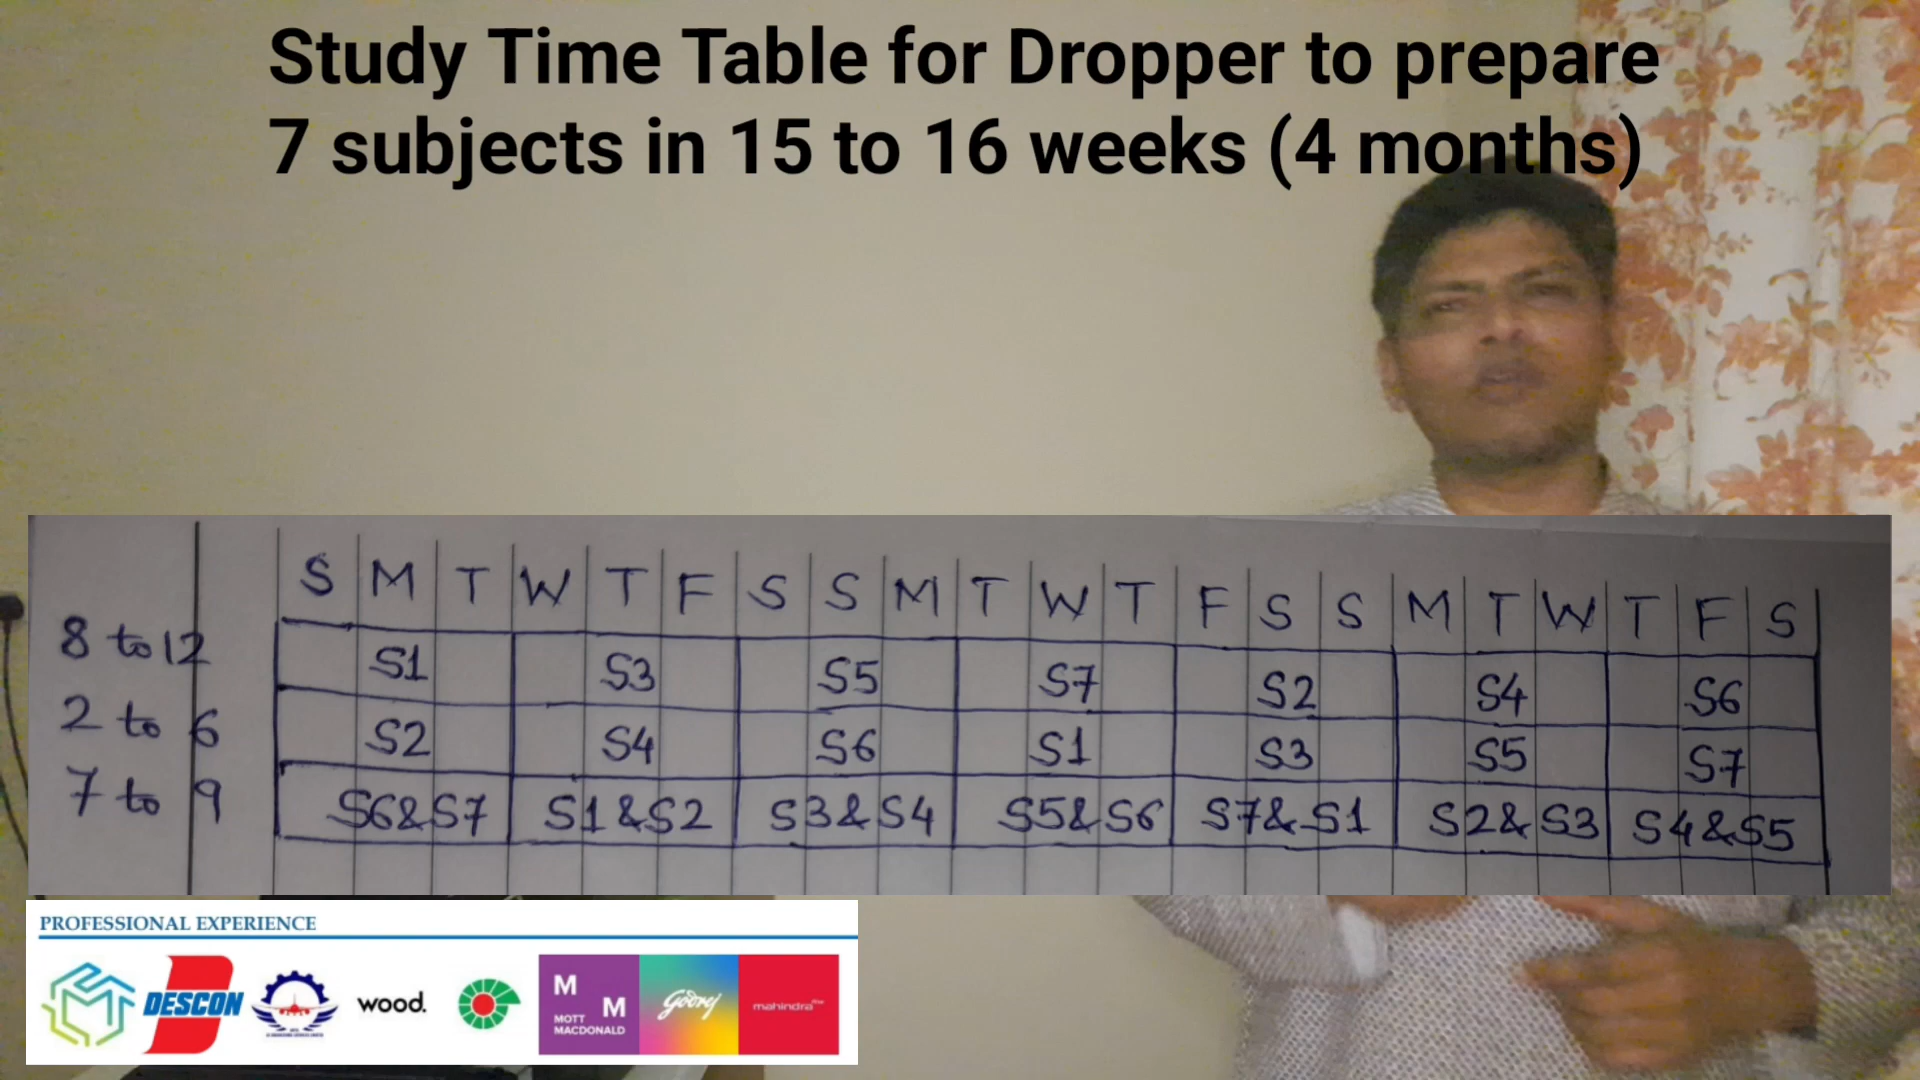 Study Time Table for Dropper to prepare
7 subjects in 15 to 16 weeks (4 months)
S M T W T F S S M T W T F S S M T W T F S
8 to 12 S1 S3 S5 S7 S2 S4 S6
2 to 6 S2 S4 S6 S1 S3 S5 S7
7 to 9 S6&S7 S1&S2 S3&S4 S5&S6 S7&S1 S2&S3 S4&S5
PROFESSIONAL EXPERIENCE
DESCON
wood.
M
M
MOTT
MACDONALD
Godrej
mahindra